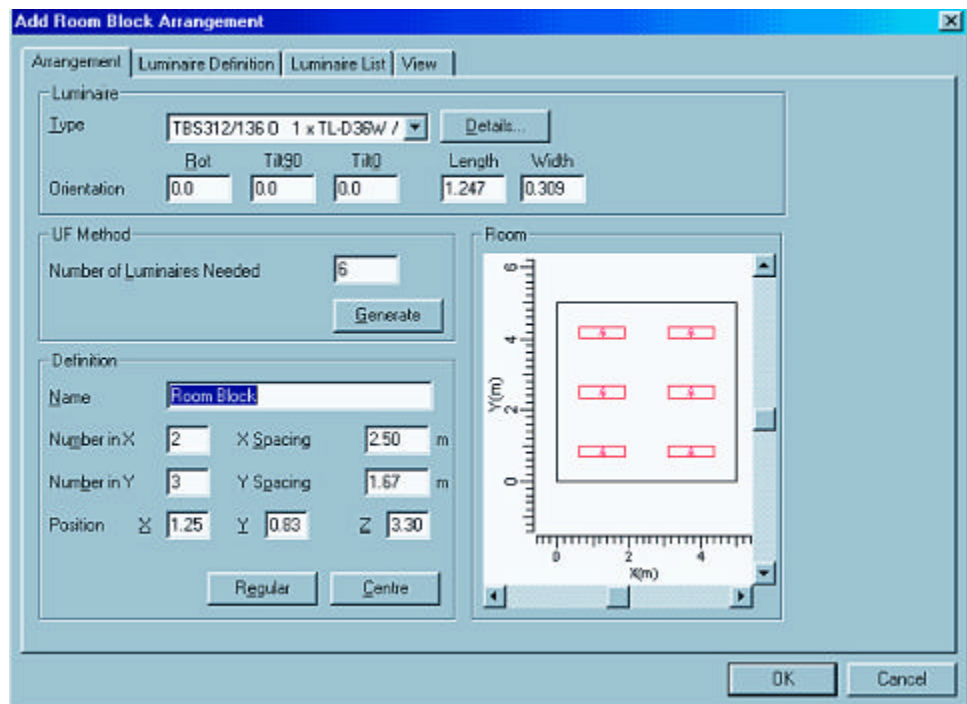 Add Room Block Arrangement
Arrangement Luminaire Definition Luminaire List View
Luminaire
Type TBS312/136 O 1 x TL-D36W / Details...
Rot Tilt90 Tilt0 Length Width
Orientation 0.0 0.0 0.0 1.247 0.309
UF Method
Number of Luminaires Needed 6
Generate
Definition
Name Room Block
Number in X 2 X Spacing 2.50 m
Number in Y 3 Y Spacing 1.67 m
Position X 1.25 Y 0.83 Z 3.30
Regular Centre
Room
6
4
2
0
Y(m)
0 2 4
X(m)
OK Cancel